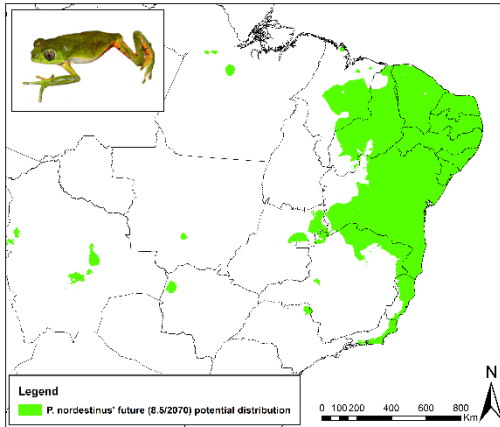 Legend
P. nordestinus' future (8.5/2070) potential distribution
N
0 100 200 400 600 800
Km